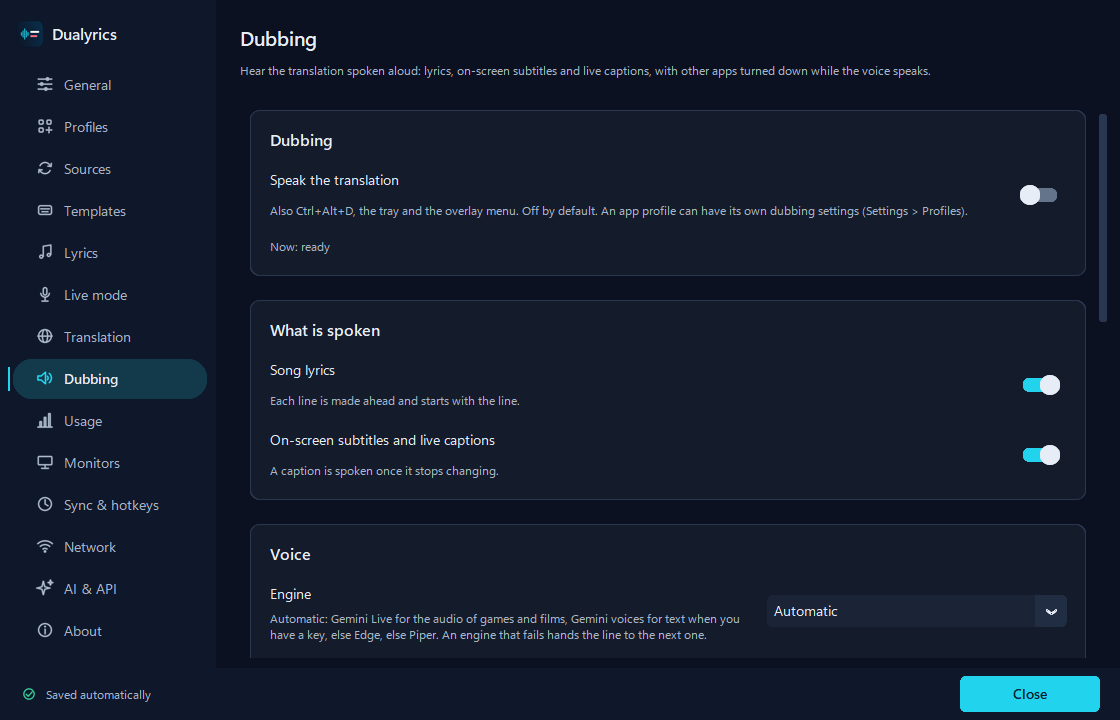 Dualyrics
General
Profiles
Sources
Templates
Lyrics
Live mode
Translation
Dubbing
Usage
Monitors
Sync & hotkeys
Network
AI & API
About
Saved automatically
Dubbing
Hear the translation spoken aloud: lyrics, on-screen subtitles and live captions, with other apps turned down while the voice speaks.
Dubbing
Speak the translation
Also Ctrl+Alt+D, the tray and the overlay menu. Off by default. An app profile can have its own dubbing settings (Settings > Profiles).
Now: ready
What is spoken
Song lyrics
Each line is made ahead and starts with the line.
On-screen subtitles and live captions
A caption is spoken once it stops changing.
Voice
Engine
Automatic: Gemini Live for the audio of games and films, Gemini voices for text when you
have a key, else Edge, else Piper. An engine that fails hands the line to the next one.
Automatic
Close